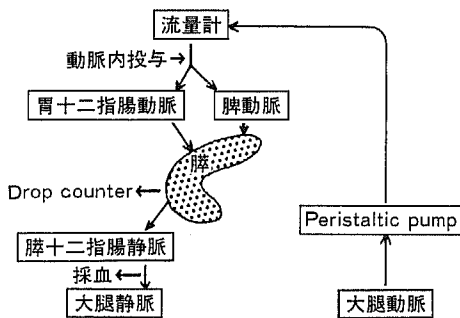 流量計
動脈内投与
胃十二指腸動脈
脾動脈
膵
Drop counter
Peristaltic pump
膵十二指腸静脈
採血
大腿静脈
大腿動脈